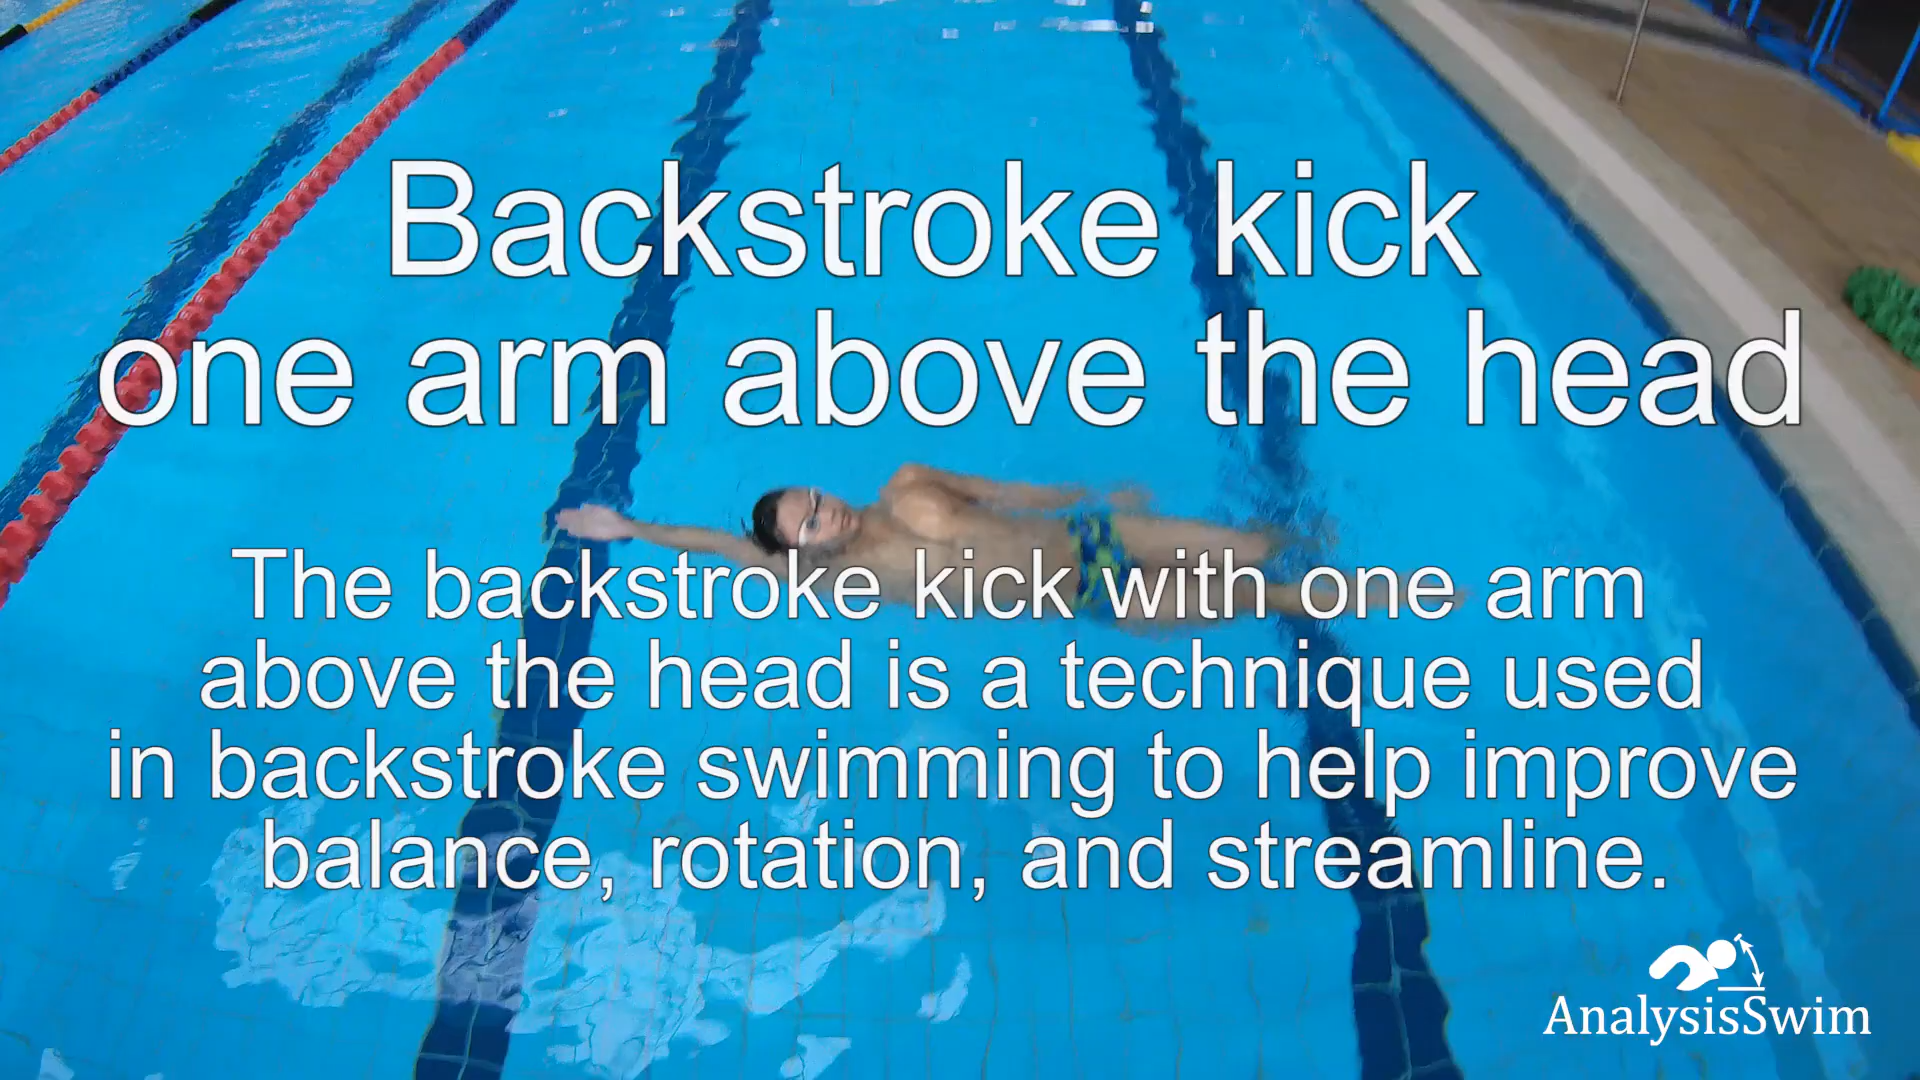 Backstroke kick
one arm above the head
The backstroke kick with one arm
above the head is a technique used
in backstroke swimming to help improve
balance, rotation, and streamline.
AnalysisSwim